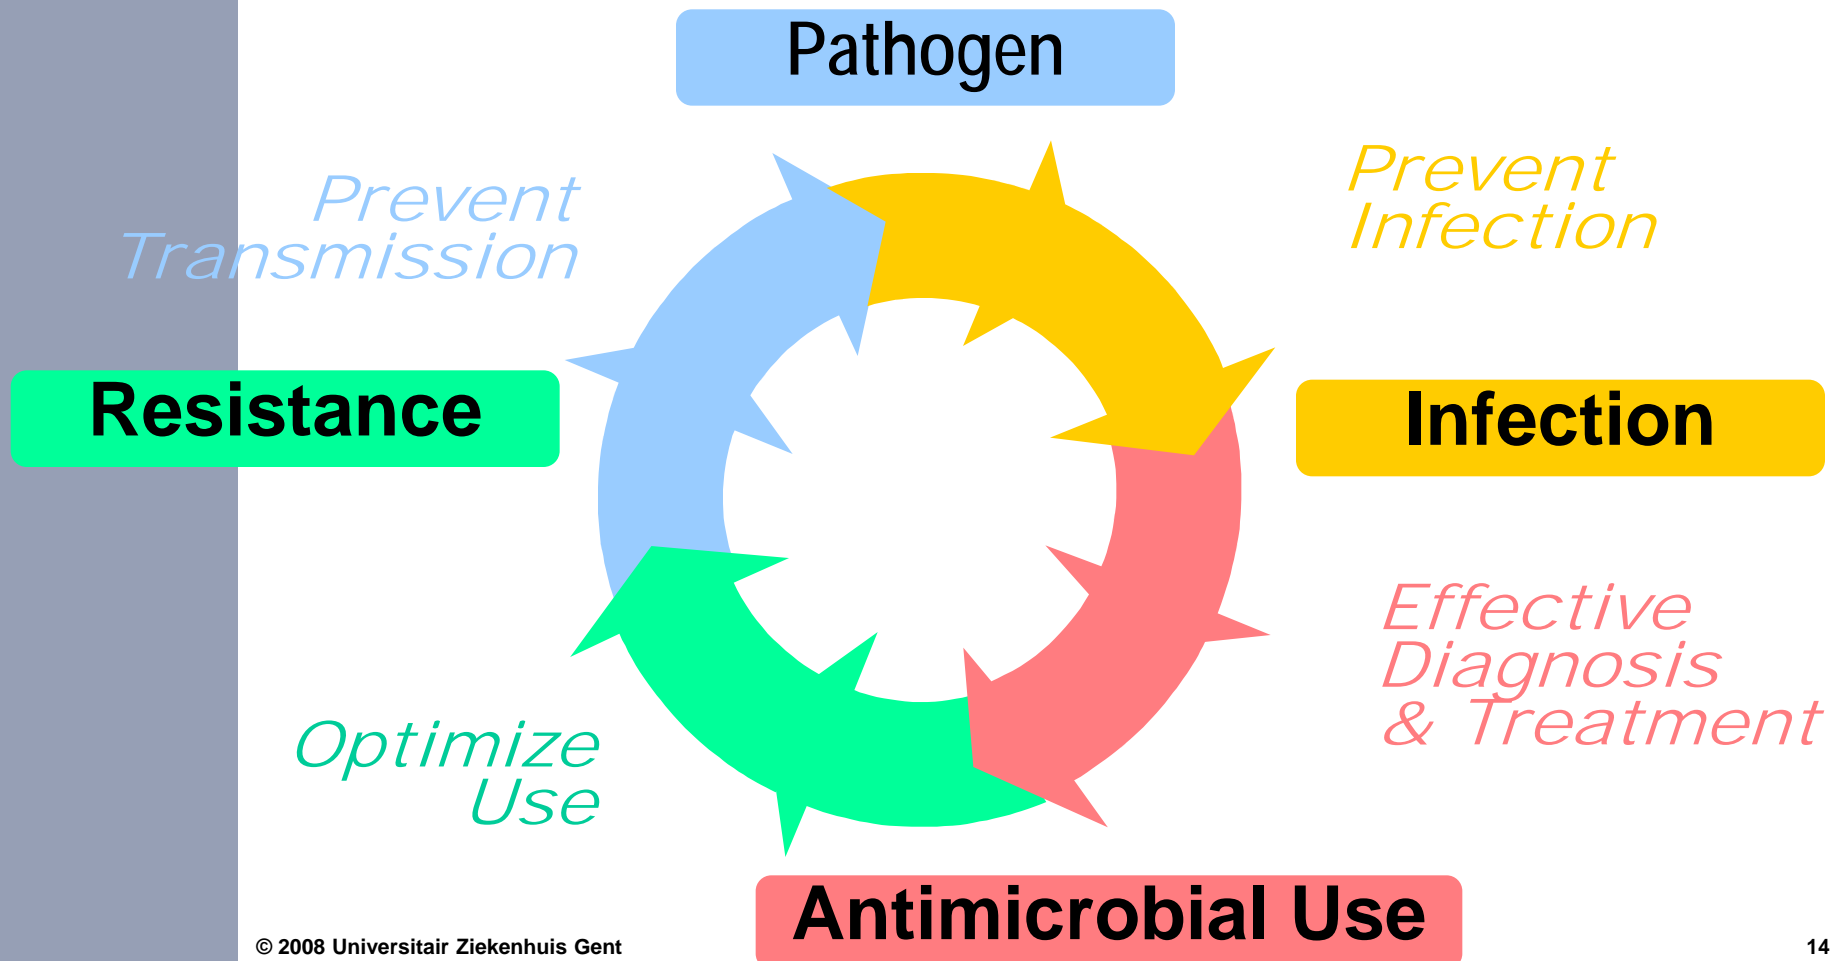 Pathogen
Prevent
Infection
Prevent
Transmission
Resistance
Infection
Effective
Diagnosis
& Treatment
Optimize
Use
Antimicrobial Use
© 2008 Universitair Ziekenhuis Gent
14